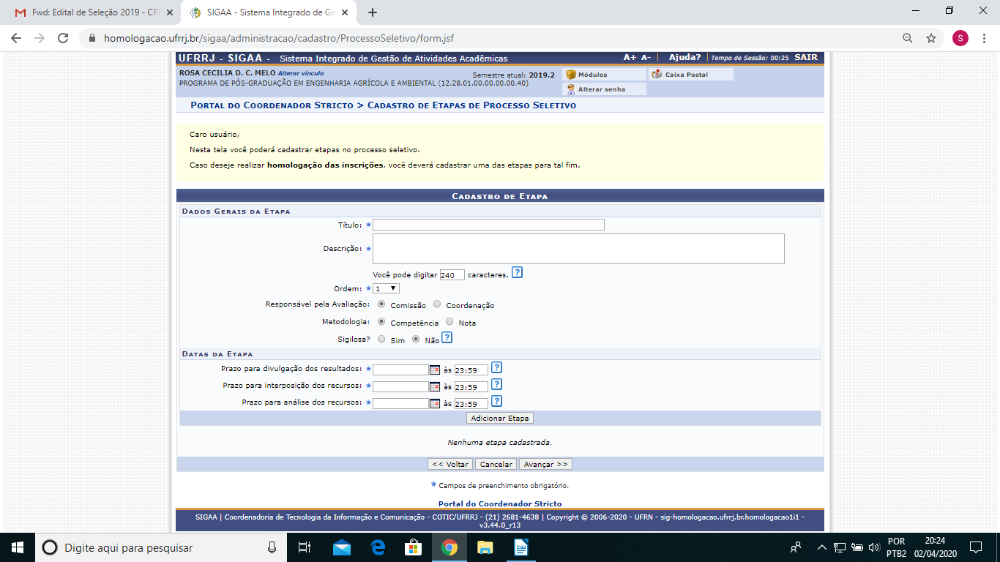 Fwd: Edital de Seleção 2019 - CP
SIGAA - Sistema Integrado de Ge
homologacao.ufrrj.br/sigaa/administracao/cadastro/ProcessoSeletivo/form.jsf
S
UFRRJ - SIGAA - Sistema Integrado de Gestão de Atividades Acadêmicas
A+ A- Ajuda? Tempo de Sessão: 00:25 SAIR
ROSA CECILIA D. C. MELO Alterar vínculo
Semestre atual: 2019.2
Módulos
Caixa Postal
PROGRAMA DE PÓS-GRADUAÇÃO EM ENGENHARIA AGRÍCOLA E AMBIENTAL (12.28.01.00.00.00.00.40)
Alterar senha
Portal do Coordenador Stricto > Cadastro de Etapas de Processo Seletivo
Caro usuário,
Nesta tela você poderá cadastrar etapas no processo seletivo.
Caso deseje realizar homologação das inscrições, você deverá cadastrar uma das etapas para tal fim.
Cadastro de Etapa
Dados Gerais da Etapa
Título:
Descrição:
Você pode digitar 240 caracteres. ?
Ordem: 1
Responsável pela Avaliação: Comissão Coordenação
Metodologia: Competência Nota
Sigilosa? Sim Não ?
Datas da Etapa
Prazo para divulgação dos resultados: às 23:59 ?
Prazo para interposição dos recursos: às 23:59 ?
Prazo para análise dos recursos: às 23:59 ?
Adicionar Etapa
Nenhuma etapa cadastrada.
<< Voltar Cancelar Avançar >>
Campos de preenchimento obrigatório.
Portal do Coordenador Stricto
SIGAA | Coordenadoria de Tecnologia da Informação e Comunicação - COTIC/UFRRJ - (21) 2681-4638 | Copyright © 2006-2020 - UFRN - sig-homologacao.ufrrj.br.homologacao1i1 -
v3.44.0_r13
Digite aqui para pesquisar
POR
PTB2
20:24
02/04/2020